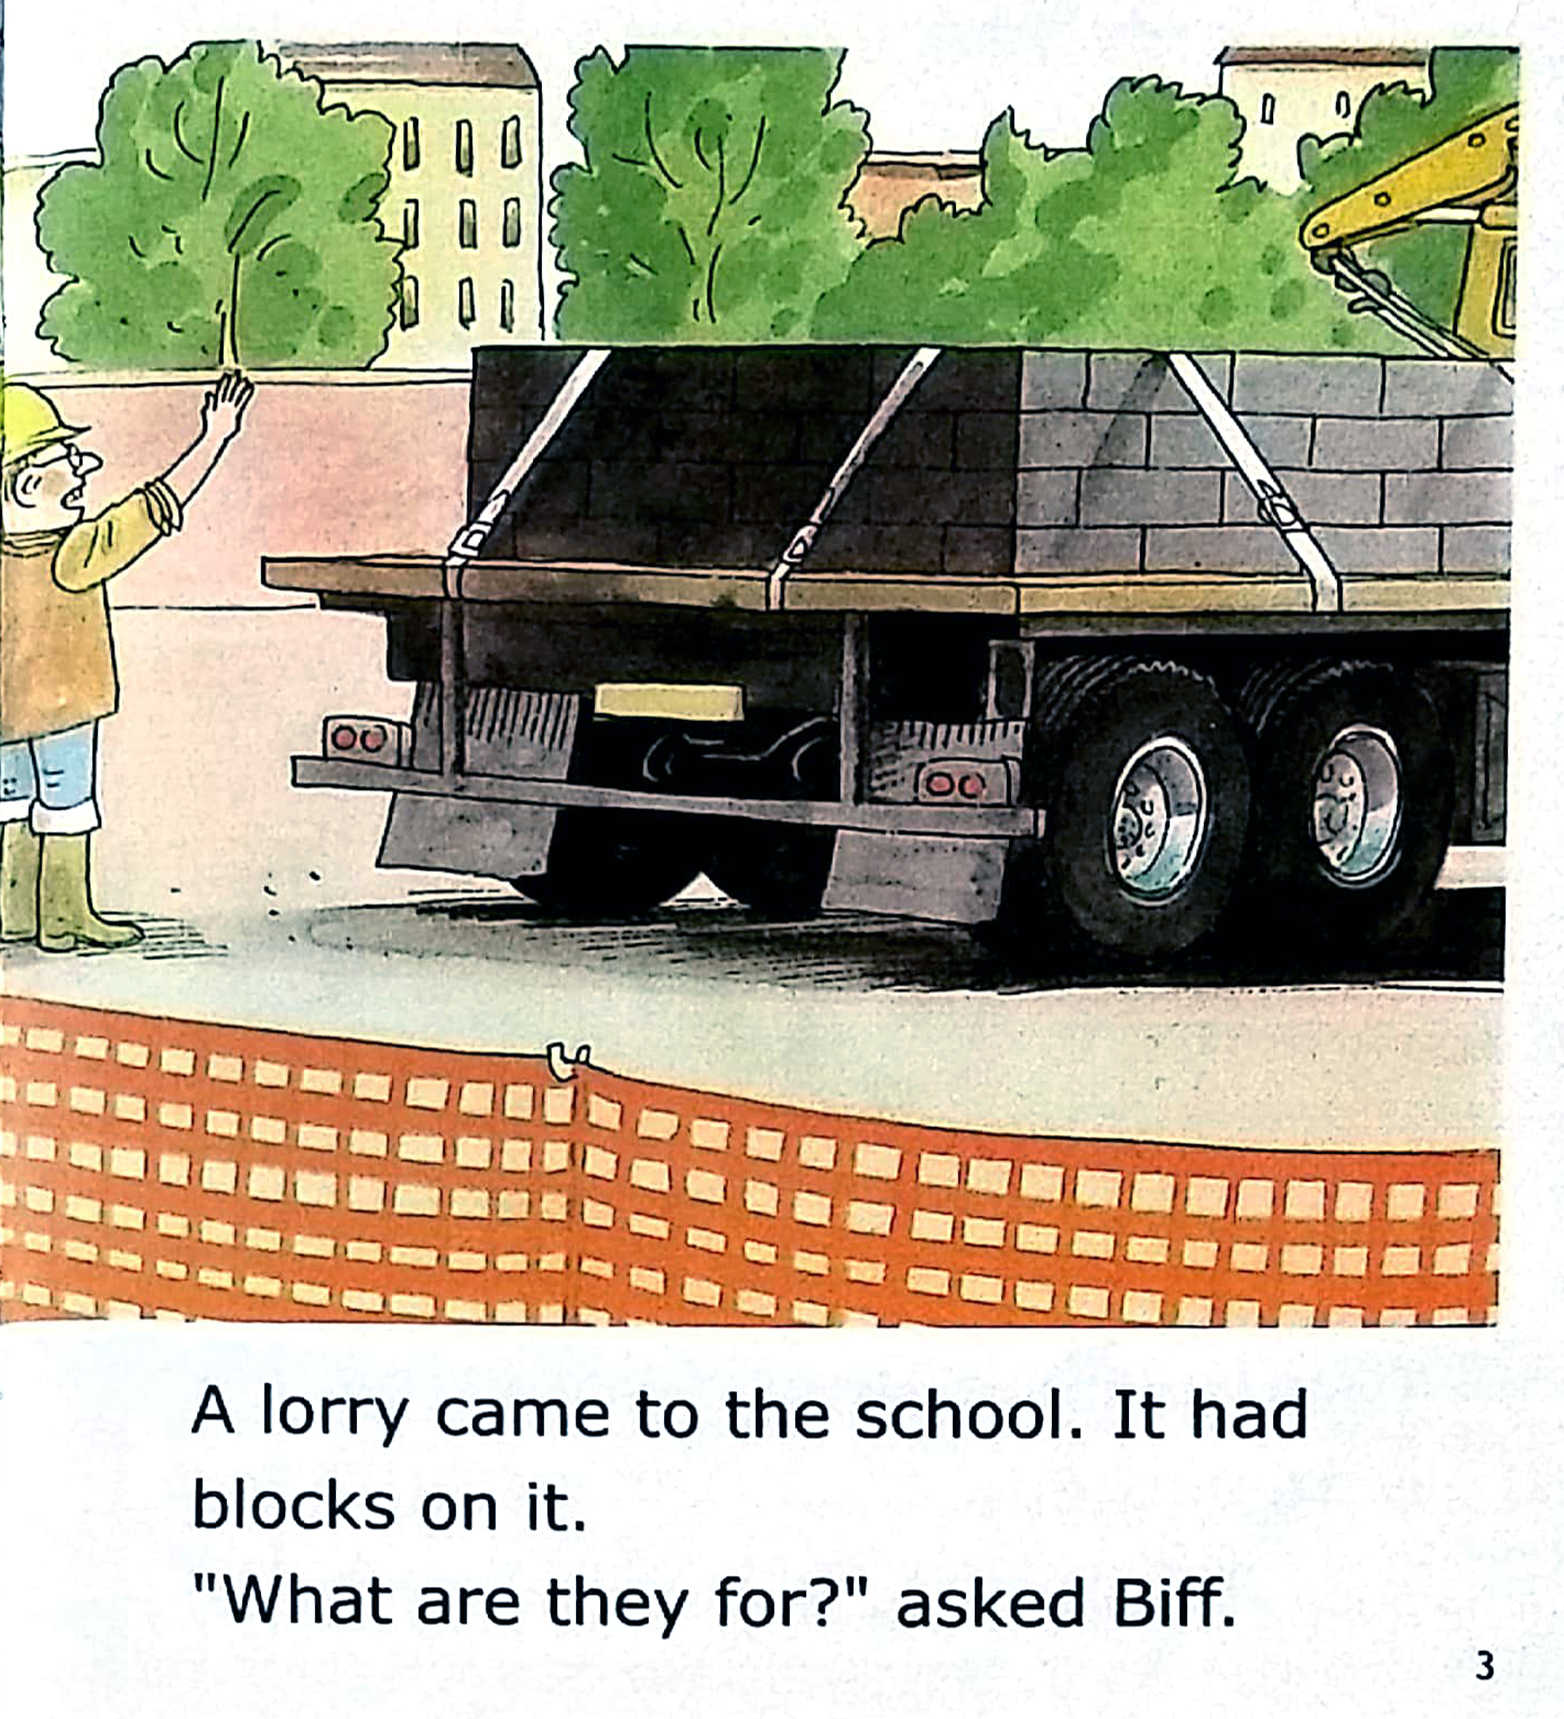 A lorry came to the school. It had
blocks on it.
"What are they for?" asked Biff.
3